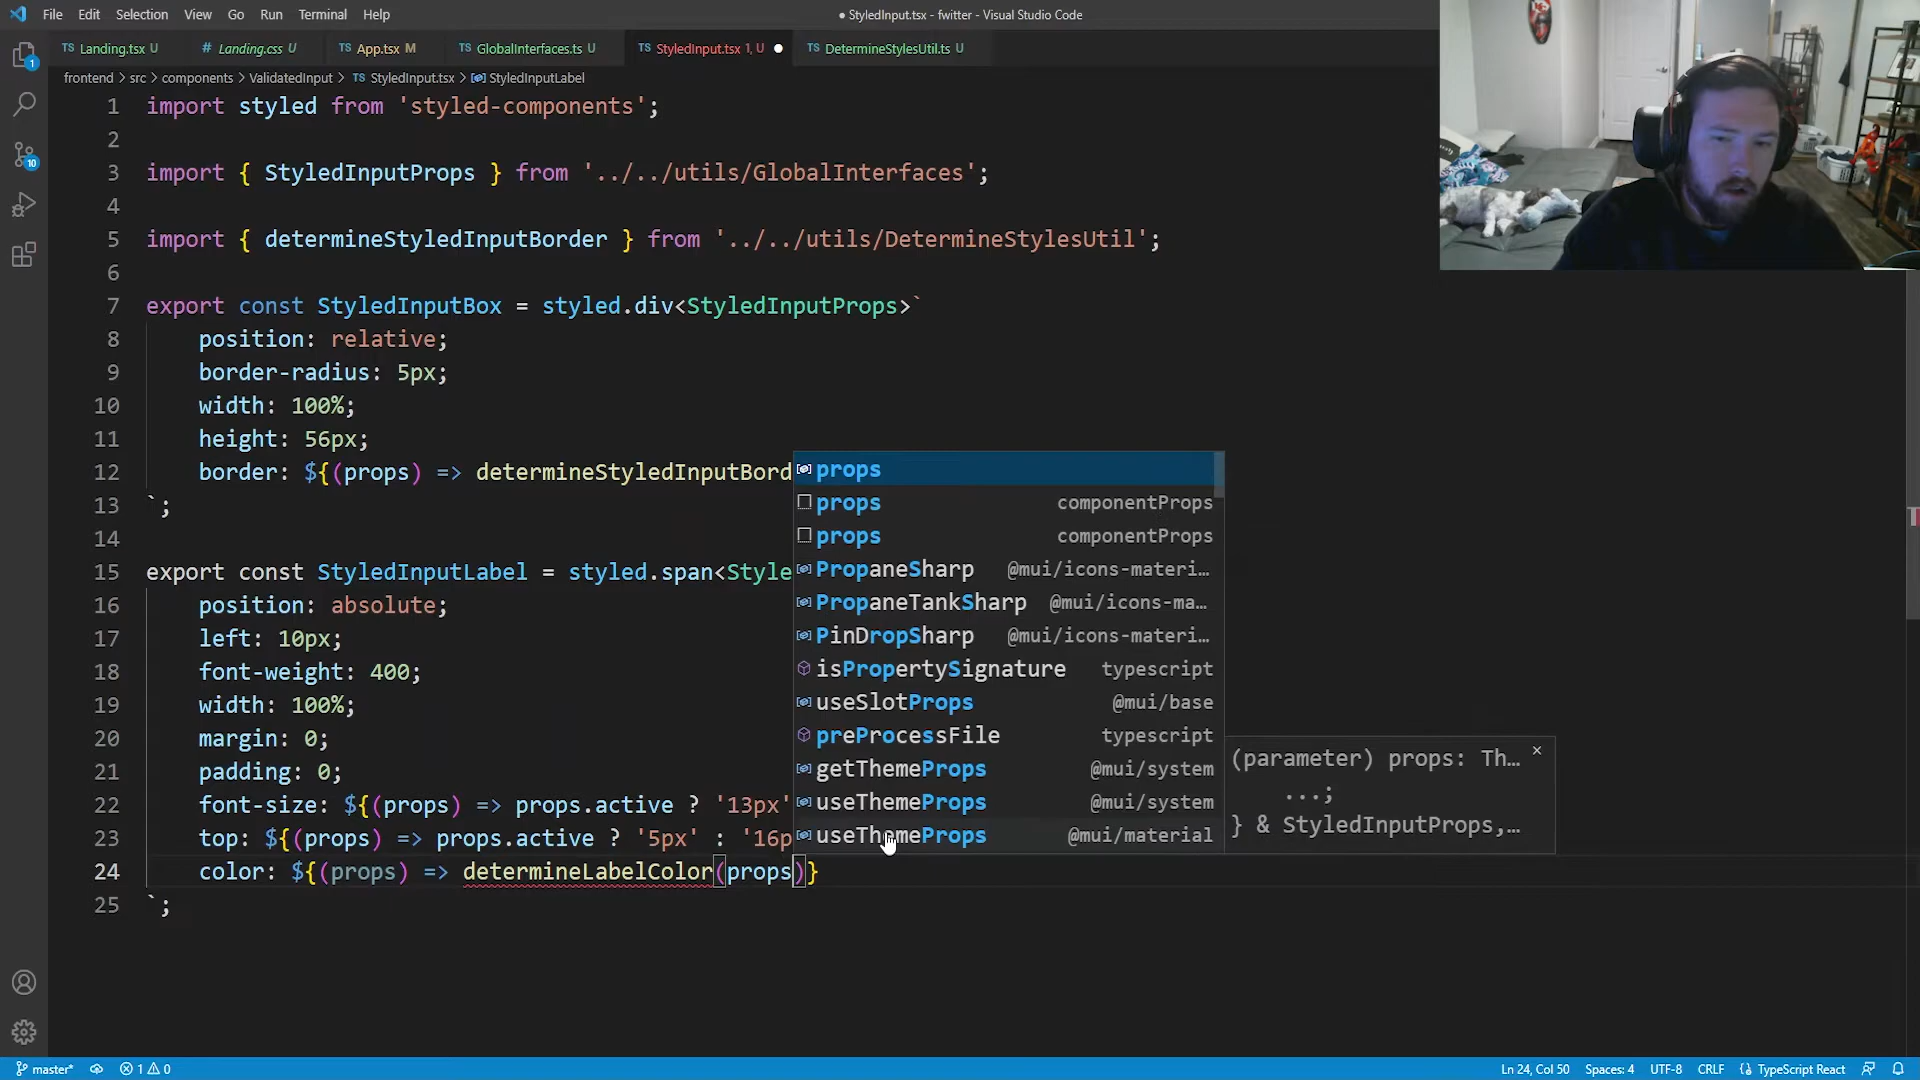 File Edit Selection View Go Run Terminal Help
● StyledInput.tsx - fwitter - Visual Studio Code
TS Landing.tsx U
# Landing.css U
TS App.tsx M
TS GlobalInterfaces.ts U
TS StyledInput.tsx 1, U
TS DetermineStylesUtil.ts U
frontend > src > components > ValidatedInput > TS StyledInput.tsx > StyledInputLabel
1 import styled from 'styled-components';
2
3 import { StyledInputProps } from '../../utils/GlobalInterfaces';
4
5 import { determineStyledInputBorder } from '../../utils/DetermineStylesUtil';
6
7 export const StyledInputBox = styled.div<StyledInputProps>`
8 position: relative;
9 border-radius: 5px;
10 width: 100%;
11 height: 56px;
12 border: ${(props) => determineStyledInputBord
13 `;
14
15 export const StyledInputLabel = styled.span<Style
16 position: absolute;
17 left: 10px;
18 font-weight: 400;
19 width: 100%;
20 margin: 0;
21 padding: 0;
22 font-size: ${(props) => props.active ? '13px'
23 top: ${(props) => props.active ? '5px' : '16p
24 color: ${(props) => determineLabelColor(props)}
25 `;
props
props componentProps
props componentProps
PropaneSharp @mui/icons-materi…
PropaneTankSharp @mui/icons-ma…
PinDropSharp @mui/icons-materi…
isPropertySignature typescript
useSlotProps @mui/base
preProcessFile typescript
getThemeProps @mui/system
useThemeProps @mui/system
useThemeProps @mui/material
(parameter) props: Th…
...;
} & StyledInputProps,…
1
10
master*
1 0
Ln 24, Col 50
Spaces: 4
UTF-8
CRLF
TypeScript React